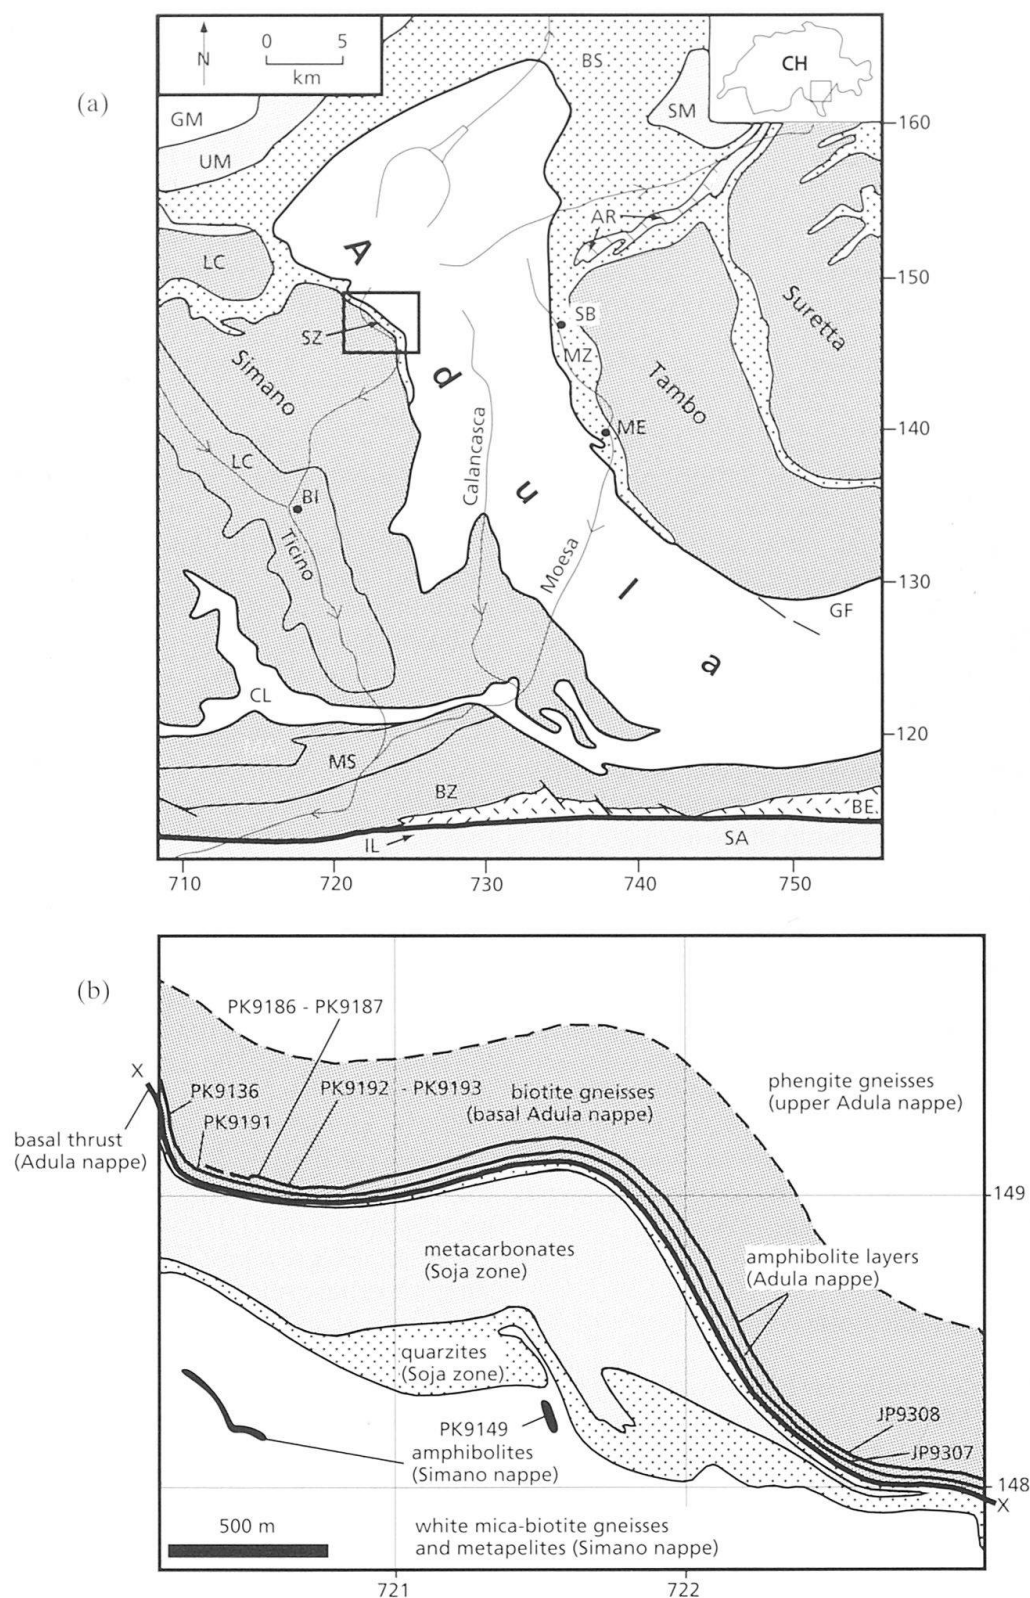 (a)
N
0 5
km
CH
GM
UM
BS
SM
160
AR
LC
150
Suretta
SB
SZ
MZ
Simano
Tambo
A
d
u
l
a
140
ME
Calancasca
LC
BI
Ticino
Moesa
130
GF
CL
120
MS
BZ
BE
IL
SA
710 720 730 740 750
(b)
PK9186 - PK9187
X
PK9136
PK9192 - PK9193
biotite gneisses
(basal Adula nappe)
phengite gneisses
(upper Adula nappe)
PK9191
basal thrust
(Adula nappe)
149
metacarbonates
(Soja zone)
amphibolite layers
(Adula nappe)
quarzites
(Soja zone)
JP9308
PK9149
JP9307
amphibolites
(Simano nappe)
148
X
500 m
white mica-biotite gneisses
and metapelites (Simano nappe)
721 722